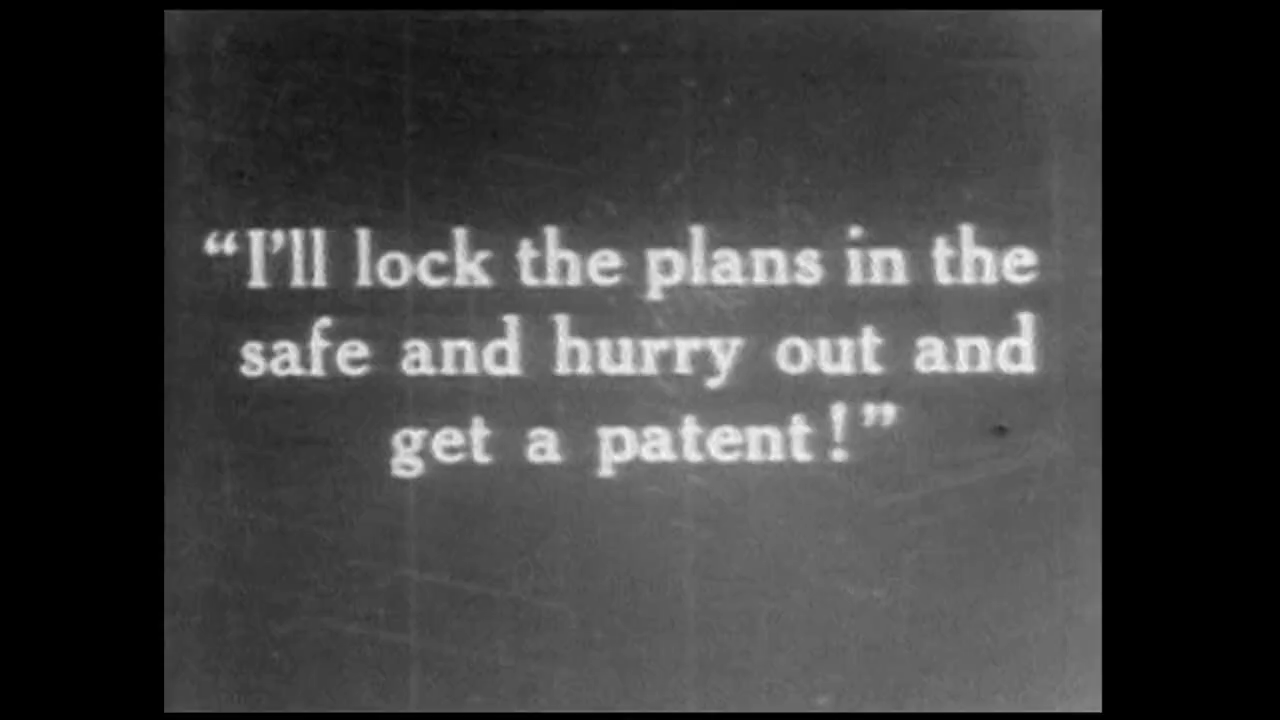 “I’ll lock the plans in the
safe and hurry out and
get a patent!”